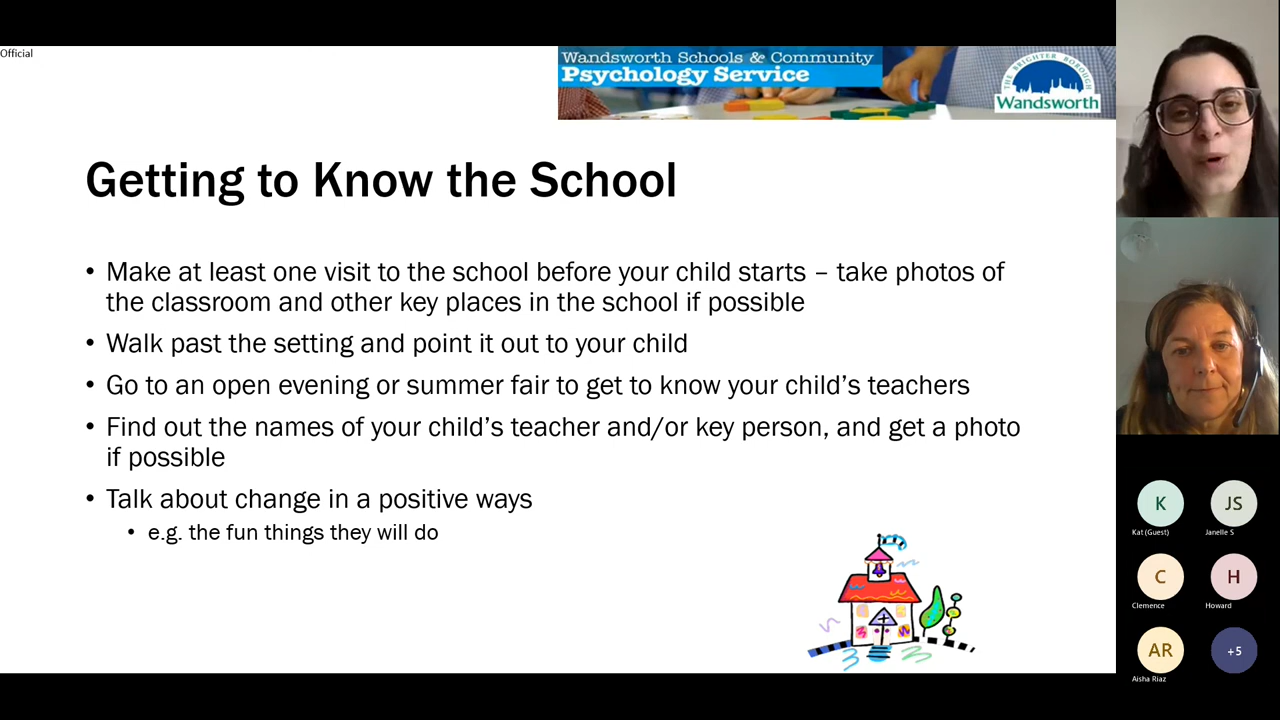 Official
Wandsworth Schools & Community
Psychology Service
THE BRIGHTER BOROUGH
Wandsworth
Getting to Know the School
• Make at least one visit to the school before your child starts – take photos of
the classroom and other key places in the school if possible
• Walk past the setting and point it out to your child
• Go to an open evening or summer fair to get to know your child’s teachers
• Find out the names of your child’s teacher and/or key person, and get a photo
if possible
• Talk about change in a positive ways
• e.g. the fun things they will do
K
JS
Kat (Guest)
Janelle S
C
H
Clemence
Howard
AR
+5
Aisha Riaz